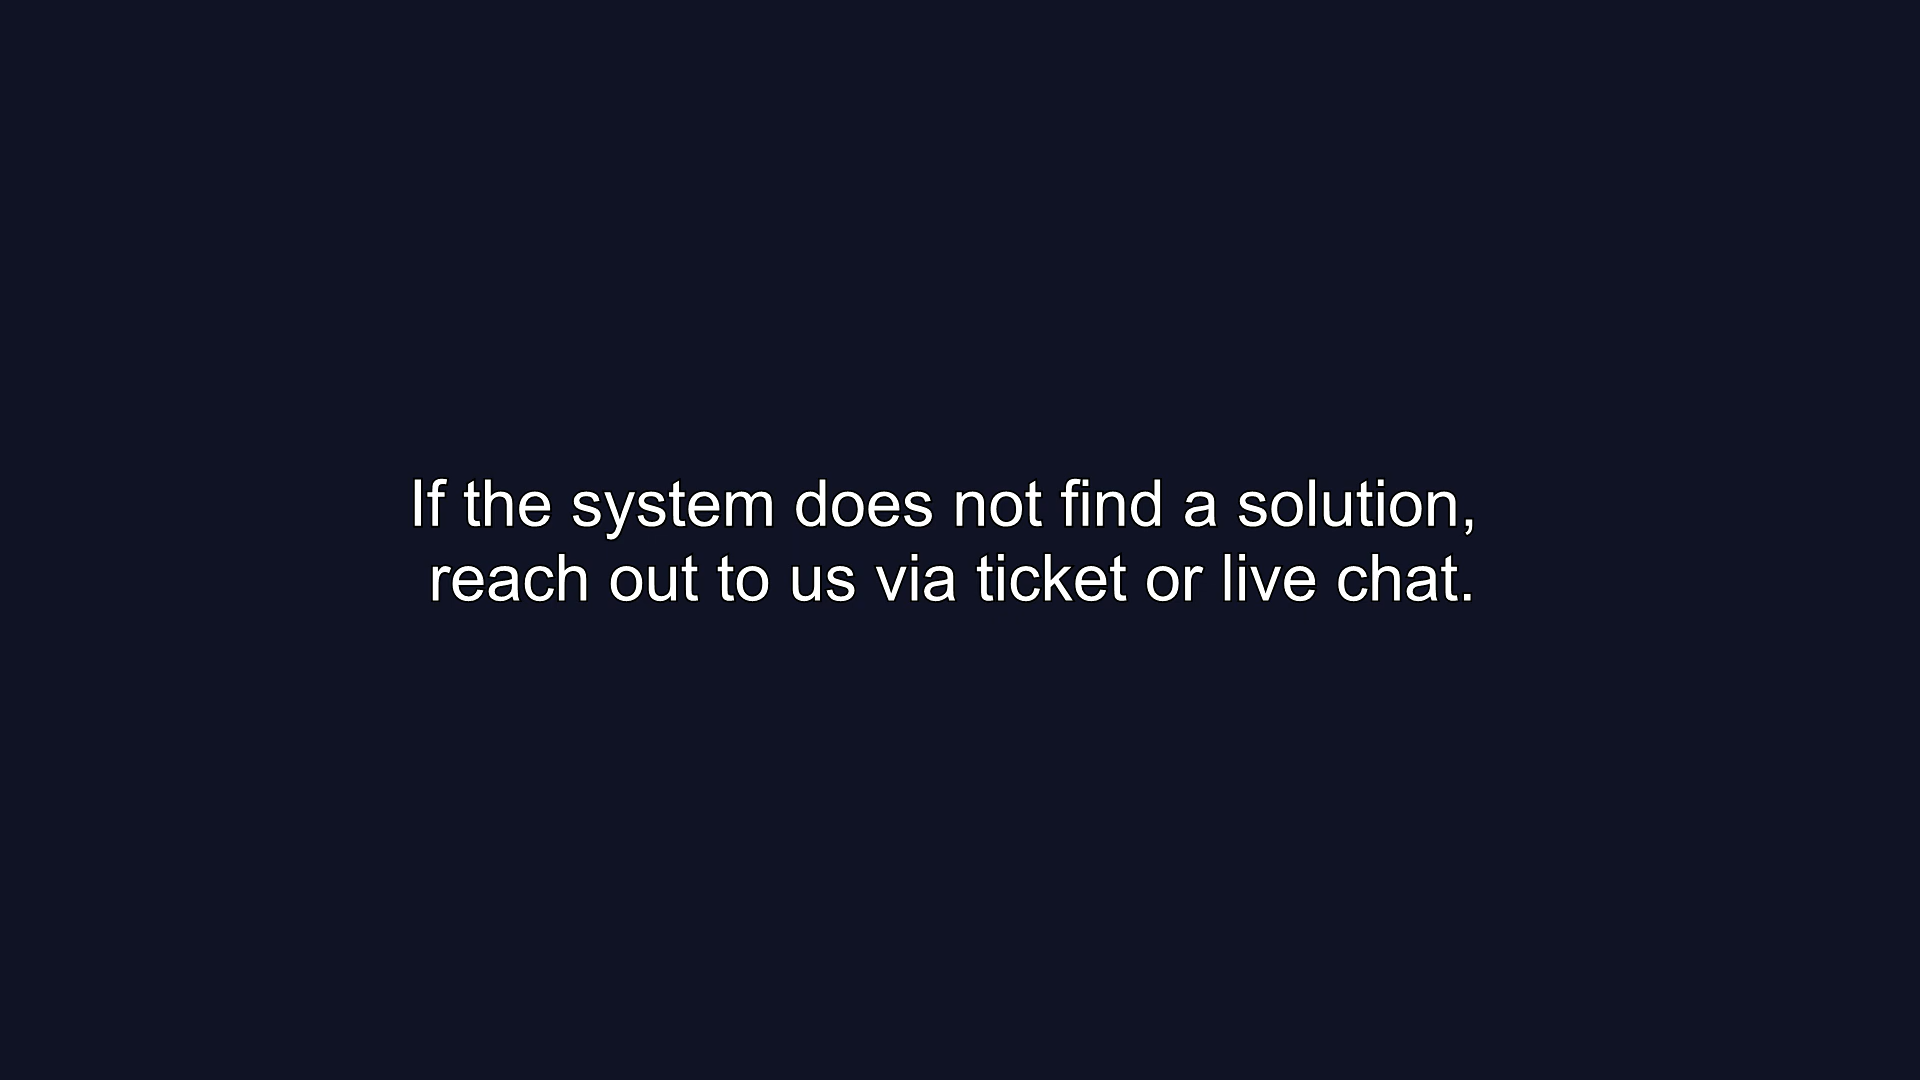 If the system does not find a solution,
reach out to us via ticket or live chat.